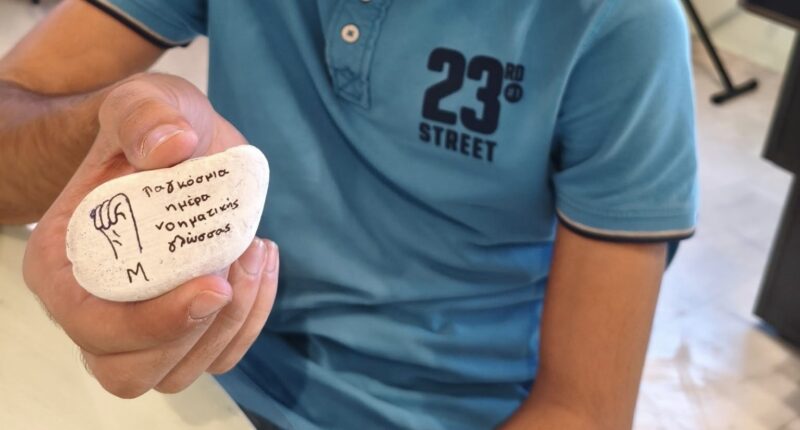 Παγκόσμια
ημέρα
νοηματικής
γλώσσας
M
23RD
STREET